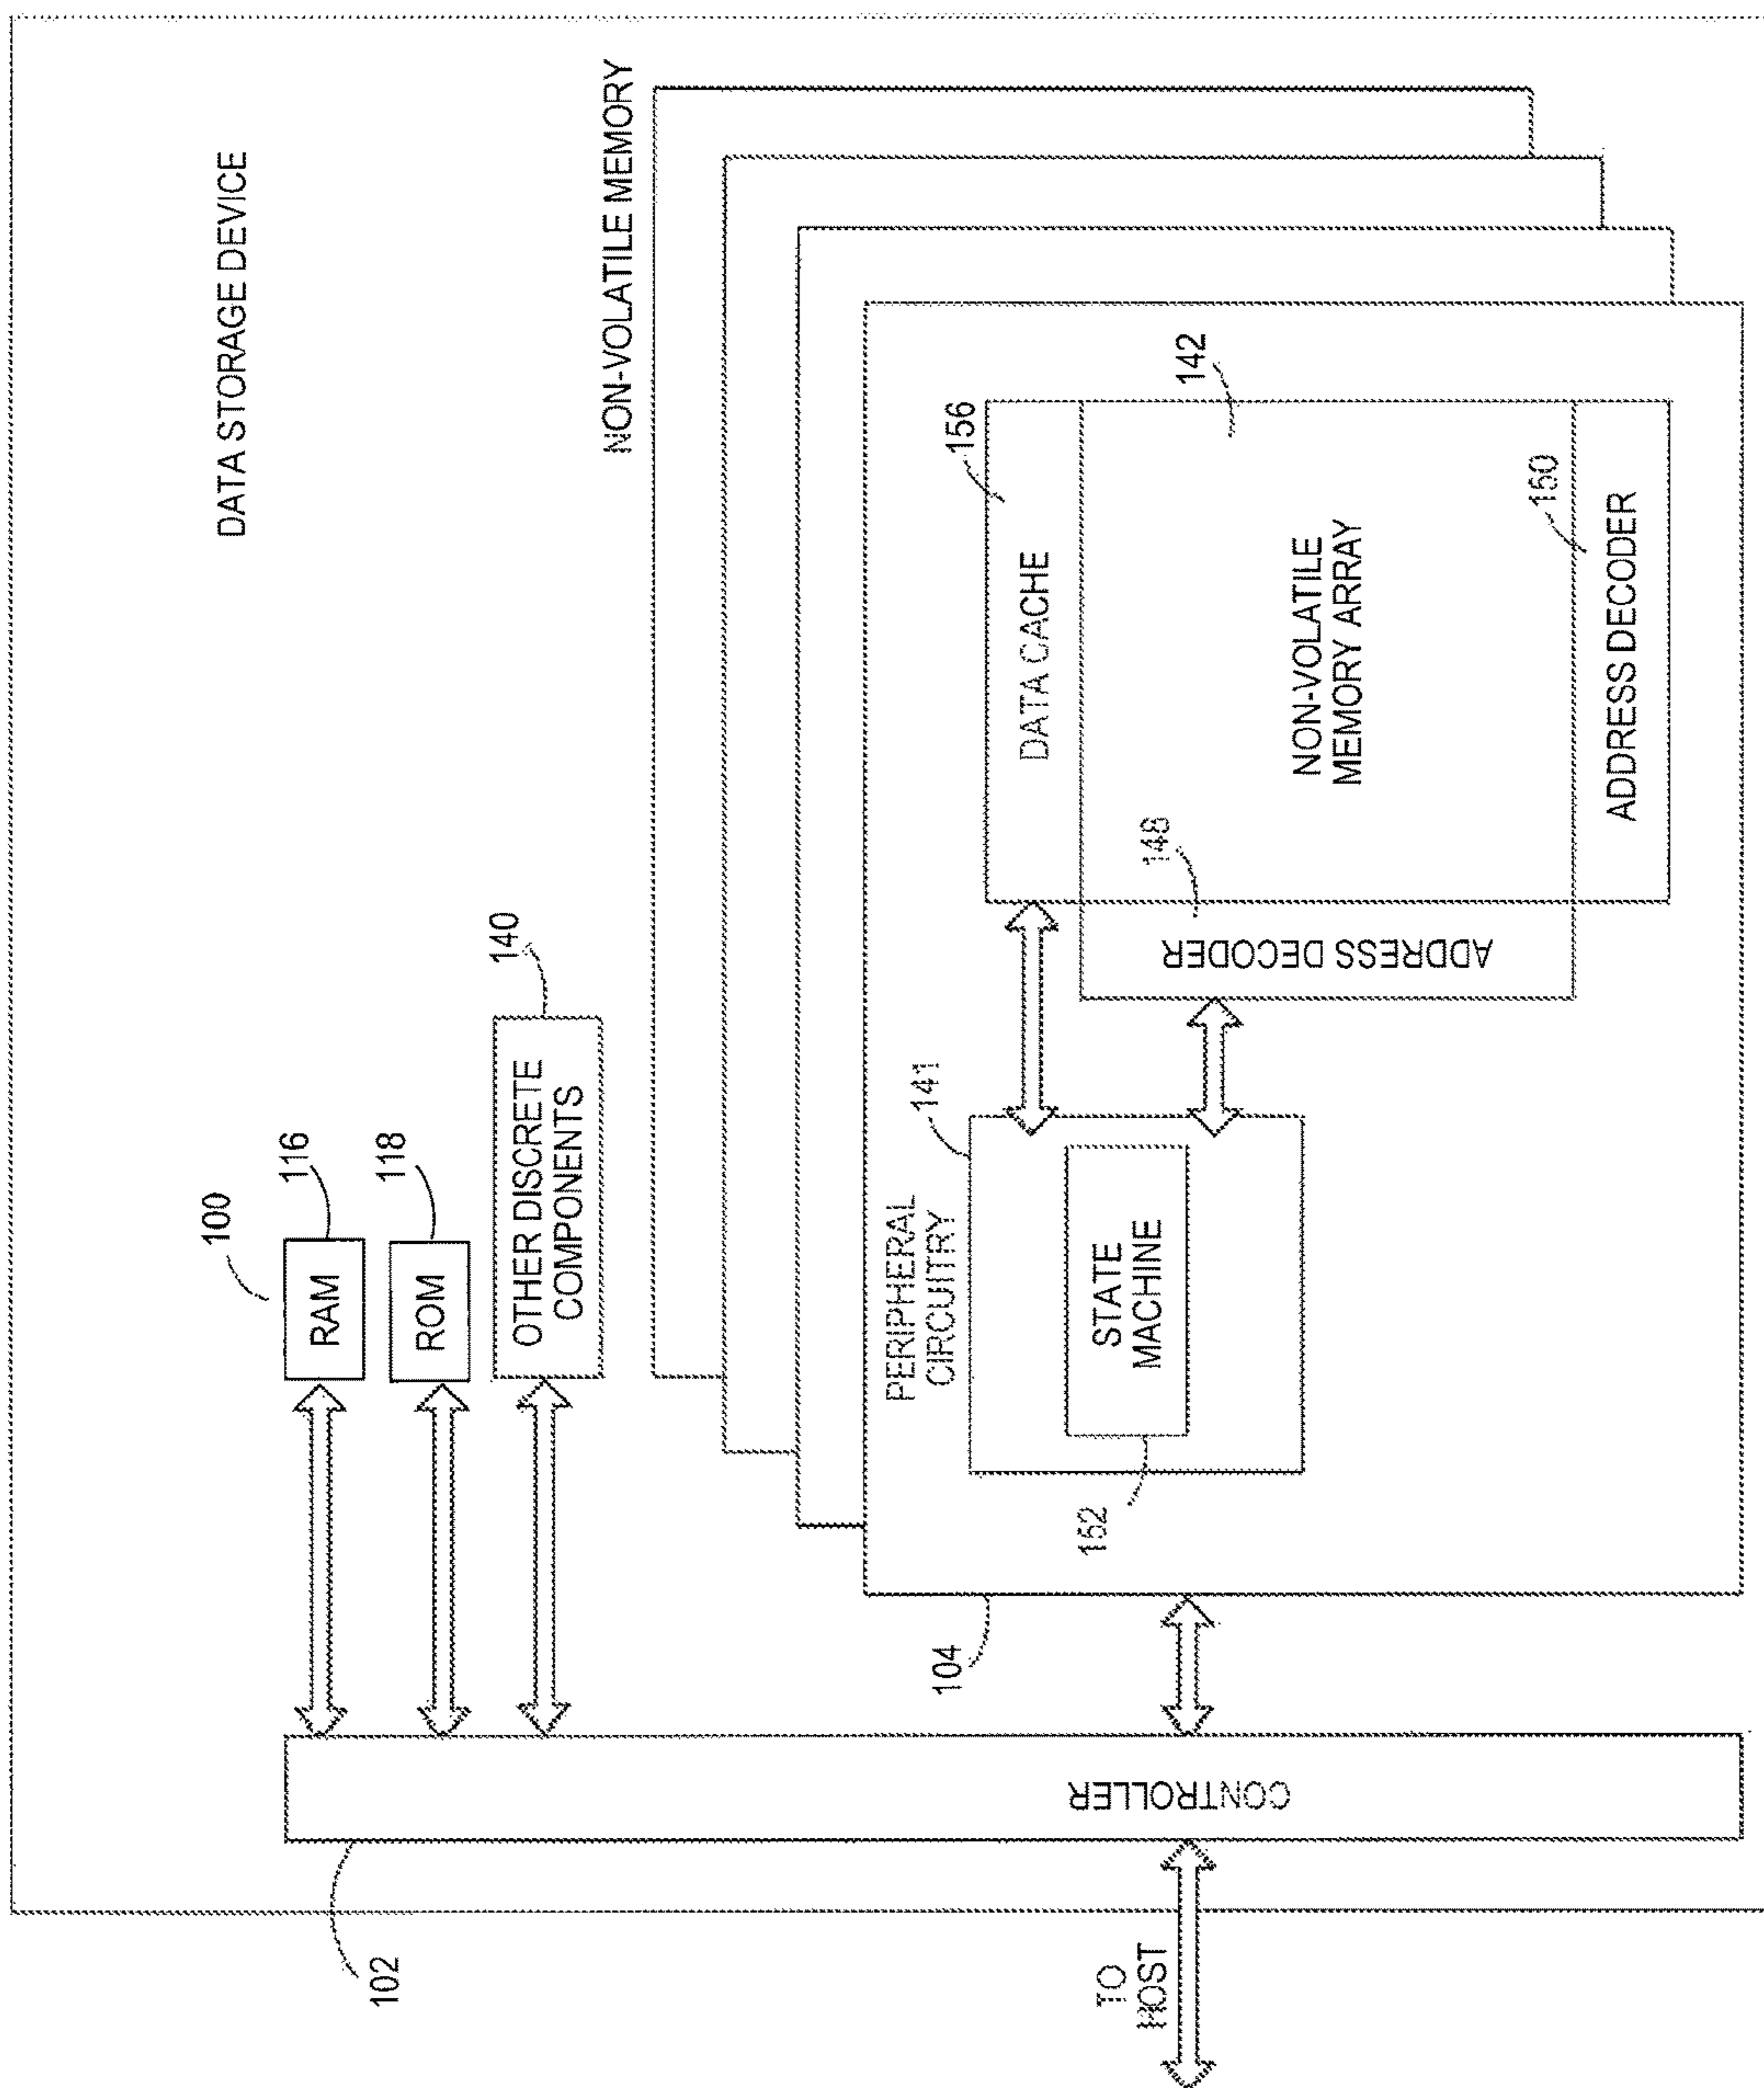 DATA STORAGE DEVICE
100
RAM
116
ROM
118
OTHER DISCRETE
COMPONENTS
140
NON-VOLATILE MEMORY
102
CONTROLLER
TO
HOST
104
PERIPHERAL
CIRCUITRY
141
STATE
MACHINE
152
DATA CACHE
156
ADDRESS DECODER
148
NON-VOLATILE
MEMORY ARRAY
142
ADDRESS DECODER
150